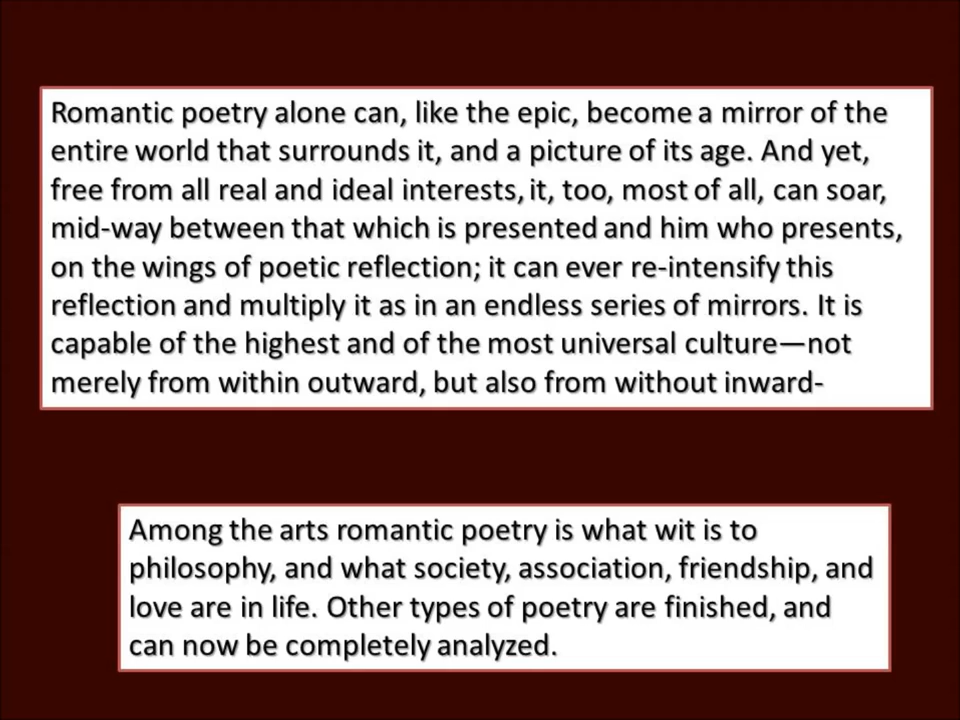 Romantic poetry alone can, like the epic, become a mirror of the
entire world that surrounds it, and a picture of its age. And yet,
free from all real and ideal interests, it, too, most of all, can soar,
mid-way between that which is presented and him who presents,
on the wings of poetic reflection; it can ever re-intensify this
reflection and multiply it as in an endless series of mirrors. It is
capable of the highest and of the most universal culture—not
merely from within outward, but also from without inward-
Among the arts romantic poetry is what wit is to
philosophy, and what society, association, friendship, and
love are in life. Other types of poetry are finished, and
can now be completely analyzed.